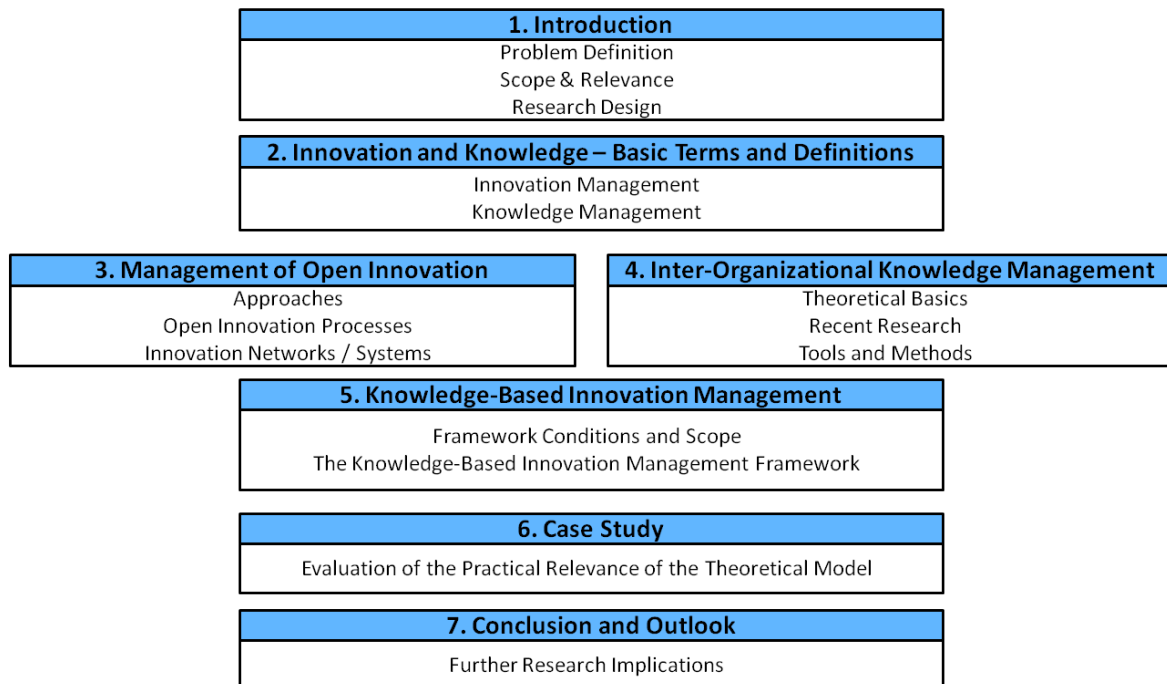 1. Introduction
Problem Definition
Scope & Relevance
Research Design
2. Innovation and Knowledge – Basic Terms and Definitions
Innovation Management
Knowledge Management
3. Management of Open Innovation
Approaches
Open Innovation Processes
Innovation Networks / Systems
4. Inter-Organizational Knowledge Management
Theoretical Basics
Recent Research
Tools and Methods
5. Knowledge-Based Innovation Management
Framework Conditions and Scope
The Knowledge-Based Innovation Management Framework
6. Case Study
Evaluation of the Practical Relevance of the Theoretical Model
7. Conclusion and Outlook
Further Research Implications